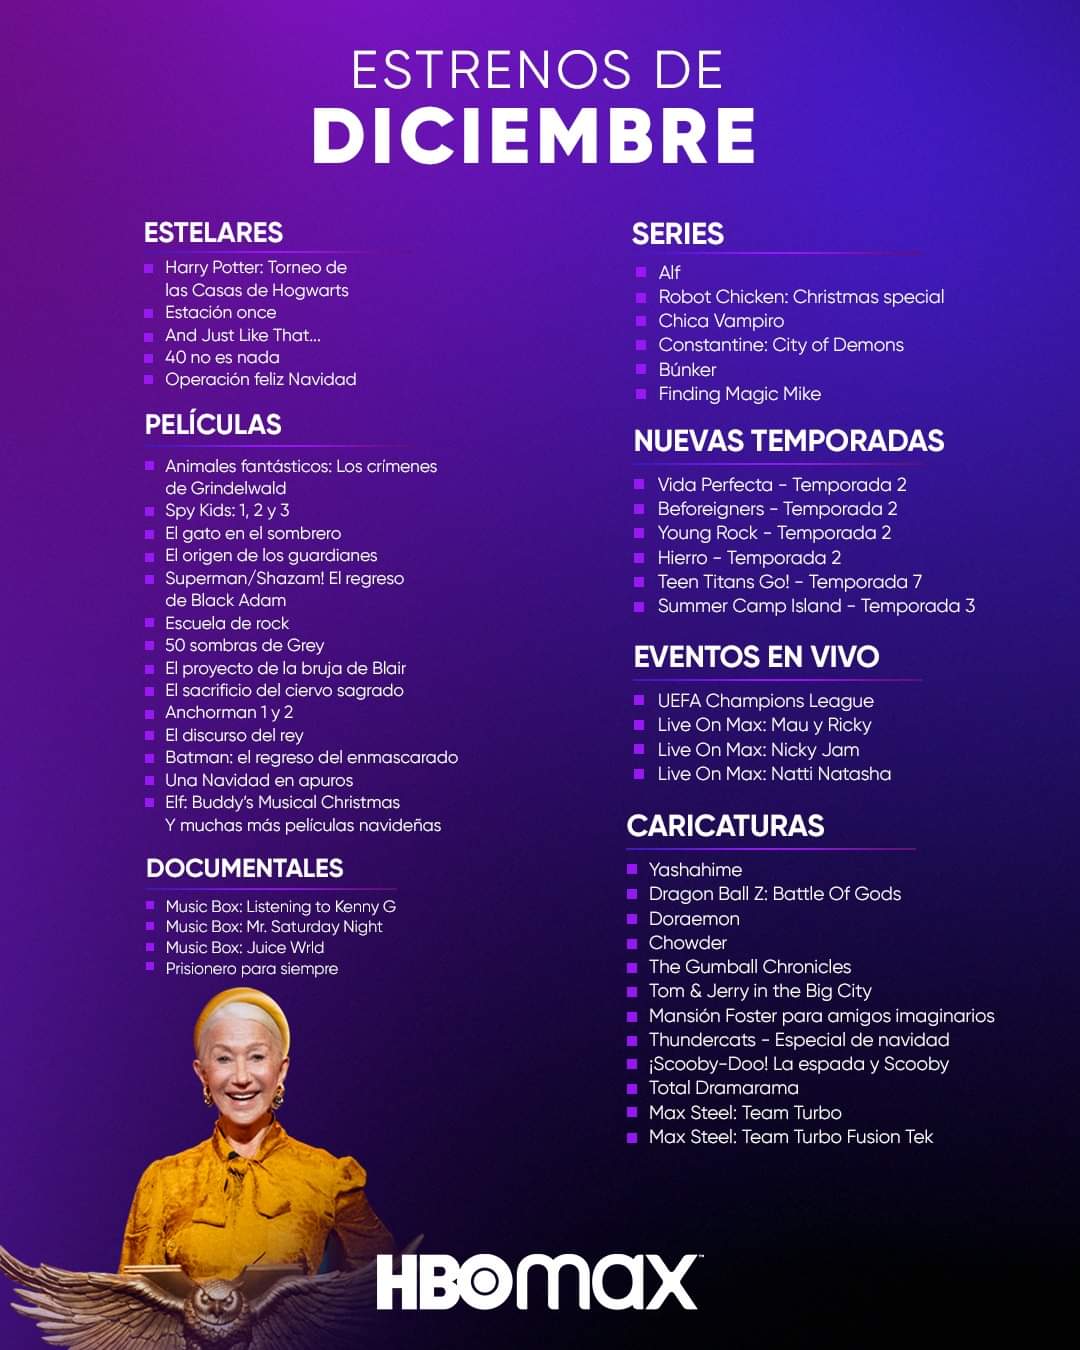 ESTRENOS DE
DICIEMBRE
ESTELARES
Harry Potter: Torneo de
las Casas de Hogwarts
Estación once
And Just Like That...
40 no es nada
Operación feliz Navidad
PELÍCULAS
Animales fantásticos: Los crímenes
de Grindelwald
Spy Kids: 1, 2 y 3
El gato en el sombrero
El origen de los guardianes
Superman/Shazam! El regreso
de Black Adam
Escuela de rock
50 sombras de Grey
El proyecto de la bruja de Blair
El sacrificio del ciervo sagrado
Anchorman 1 y 2
El discurso del rey
Batman: el regreso del enmascarado
Una Navidad en apuros
Elf: Buddy's Musical Christmas
Y muchas más películas navideñas
DOCUMENTALES
Music Box: Listening to Kenny G
Music Box: Mr. Saturday Night
Music Box: Juice Wrld
Prisionero para siempre
SERIES
Alf
Robot Chicken: Christmas special
Chica Vampiro
Constantine: City of Demons
Búnker
Finding Magic Mike
NUEVAS TEMPORADAS
Vida Perfecta - Temporada 2
Beforeigners - Temporada 2
Young Rock - Temporada 2
Hierro - Temporada 2
Teen Titans Go! - Temporada 7
Summer Camp Island - Temporada 3
EVENTOS EN VIVO
UEFA Champions League
Live On Max: Mau y Ricky
Live On Max: Nicky Jam
Live On Max: Natti Natasha
CARICATURAS
Yashahime
Dragon Ball Z: Battle Of Gods
Doraemon
Chowder
The Gumball Chronicles
Tom & Jerry in the Big City
Mansión Foster para amigos imaginarios
Thundercats - Especial de navidad
¡Scooby-Doo! La espada y Scooby
Total Dramarama
Max Steel: Team Turbo
Max Steel: Team Turbo Fusion Tek
HBOmax™